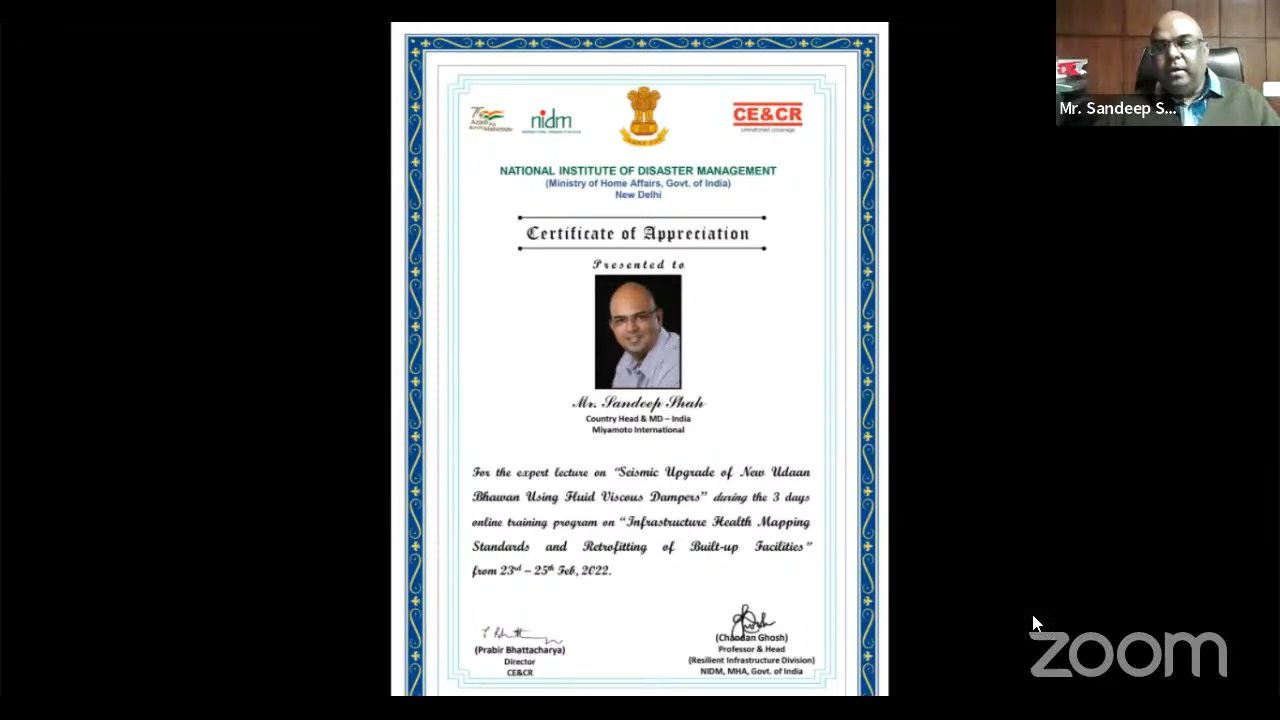 Mr. Sandeep S...
nidm
CE&CR
NATIONAL INSTITUTE OF DISASTER MANAGEMENT
(Ministry of Home Affairs, Govt. of India)
New Delhi
Certificate of Appreciation
Presented to
Mr. Sandeep Shah
Country Head & MD – India
Miyamoto International
For the expert lecture on "Seismic Upgrade of New Udaan
Bhawan Using Fluid Viscous Dampers" during the 3 days
online training program on "Infrastructure Health Mapping
Standards and Retrofitting of Built-up Facilities"
from 23rd – 25th Feb, 2022.
(Prabir Bhattacharya)
Director
CE&CR
(Chandan Ghosh)
Professor & Head
(Resilient Infrastructure Division)
NIDM, MHA, Govt. of India
zoom